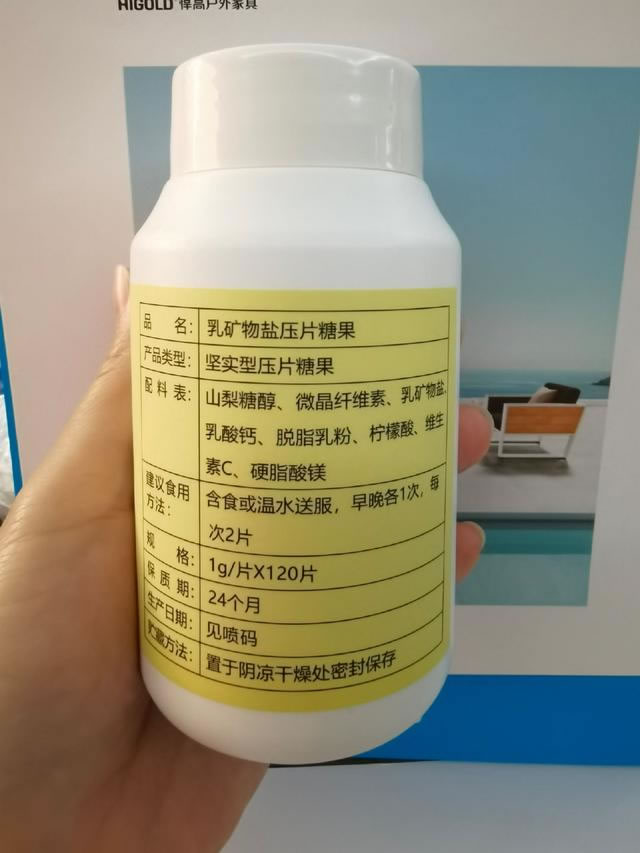 HIGOLD® 悍高户外家具
品 名: 乳矿物盐压片糖果
产品类型: 坚实型压片糖果
配料表: 山梨糖醇、微晶纤维素、乳矿物盐、
乳酸钙、脱脂乳粉、柠檬酸、维生
素C、硬脂酸镁
建议食用
方法: 含食或温水送服，早晚各1次，每
次2片
规 格: 1g/片X120片
保质期: 24个月
生产日期: 见喷码
贮藏方法: 置于阴凉干燥处密封保存